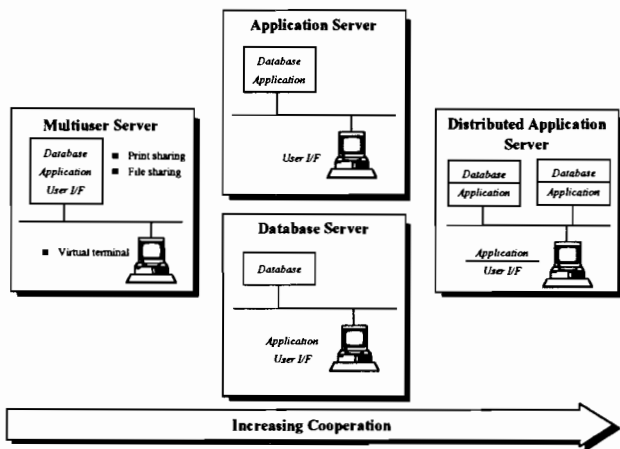 Multiuser Server
Database
Application
User I/F
■ Print sharing
■ File sharing
■ Virtual terminal
Application Server
Database
Application
User I/F
Database Server
Database
Application
User I/F
Distributed Application
Server
Database
Application
Database
Application
Application
User I/F
Increasing Cooperation